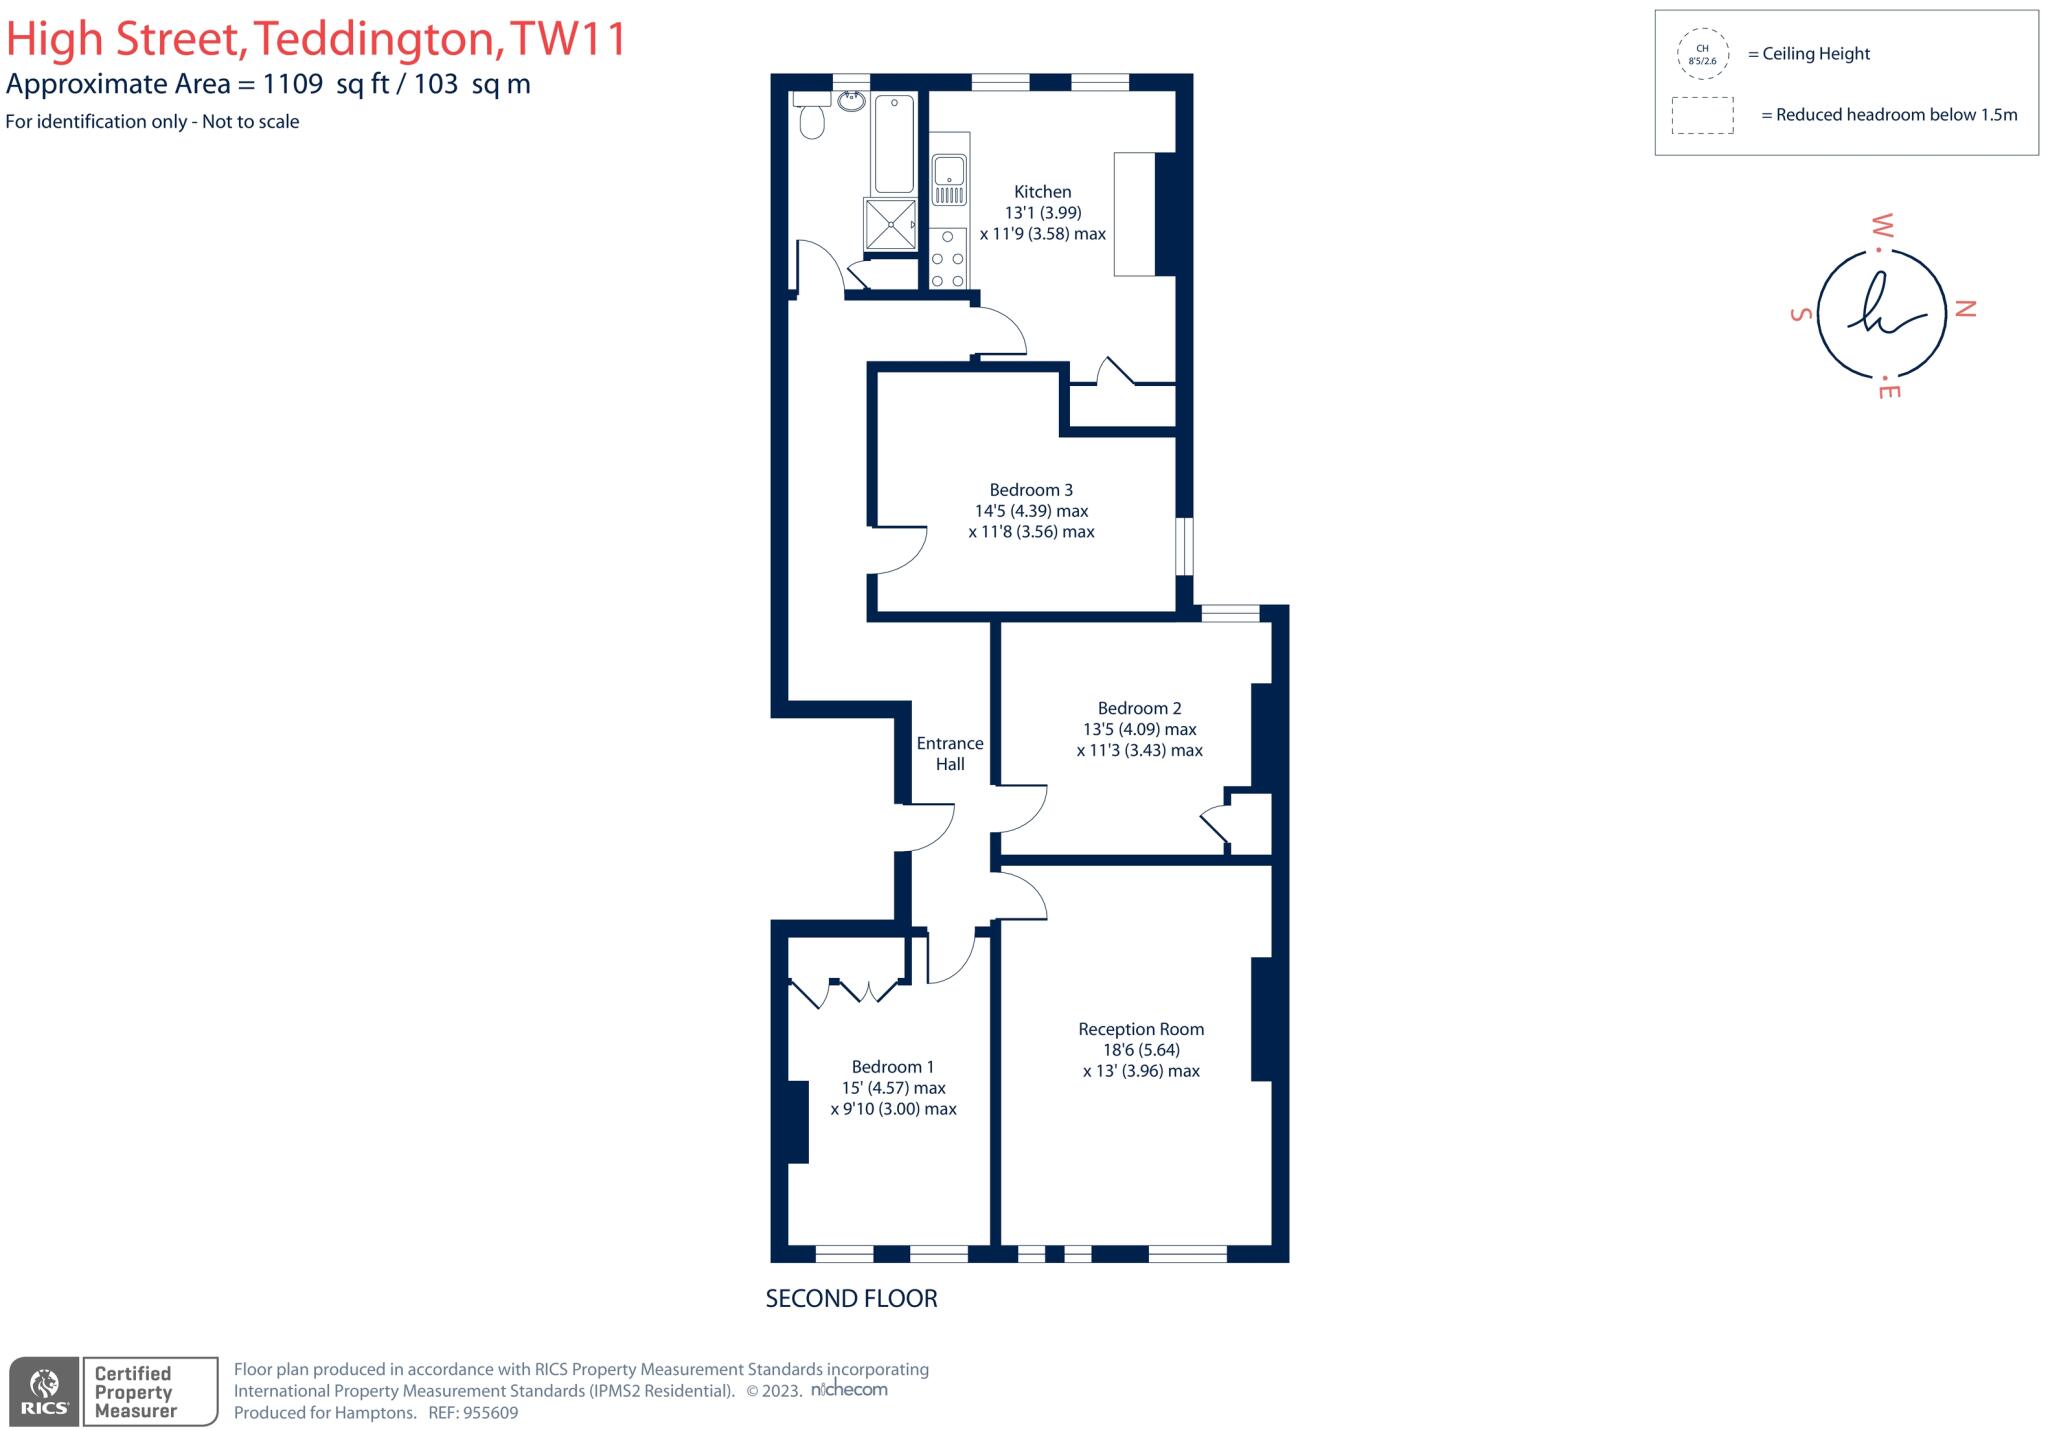 High Street, Teddington, TW11
Approximate Area = 1109 sq ft / 103 sq m
For identification only - Not to scale
CH
8'5/2.6
= Ceiling Height
= Reduced headroom below 1.5m
W
N
S
E
Kitchen
13'1 (3.99)
x 11'9 (3.58) max
Bedroom 3
14'5 (4.39) max
x 11'8 (3.56) max
Bedroom 2
13'5 (4.09) max
x 11'3 (3.43) max
Entrance
Hall
Reception Room
18'6 (5.64)
x 13' (3.96) max
Bedroom 1
15' (4.57) max
x 9'10 (3.00) max
SECOND FLOOR
RICS
Certified
Property
Measurer
Floor plan produced in accordance with RICS Property Measurement Standards incorporating
International Property Measurement Standards (IPMS2 Residential). © 2023. nichecom
Produced for Hamptons. REF: 955609